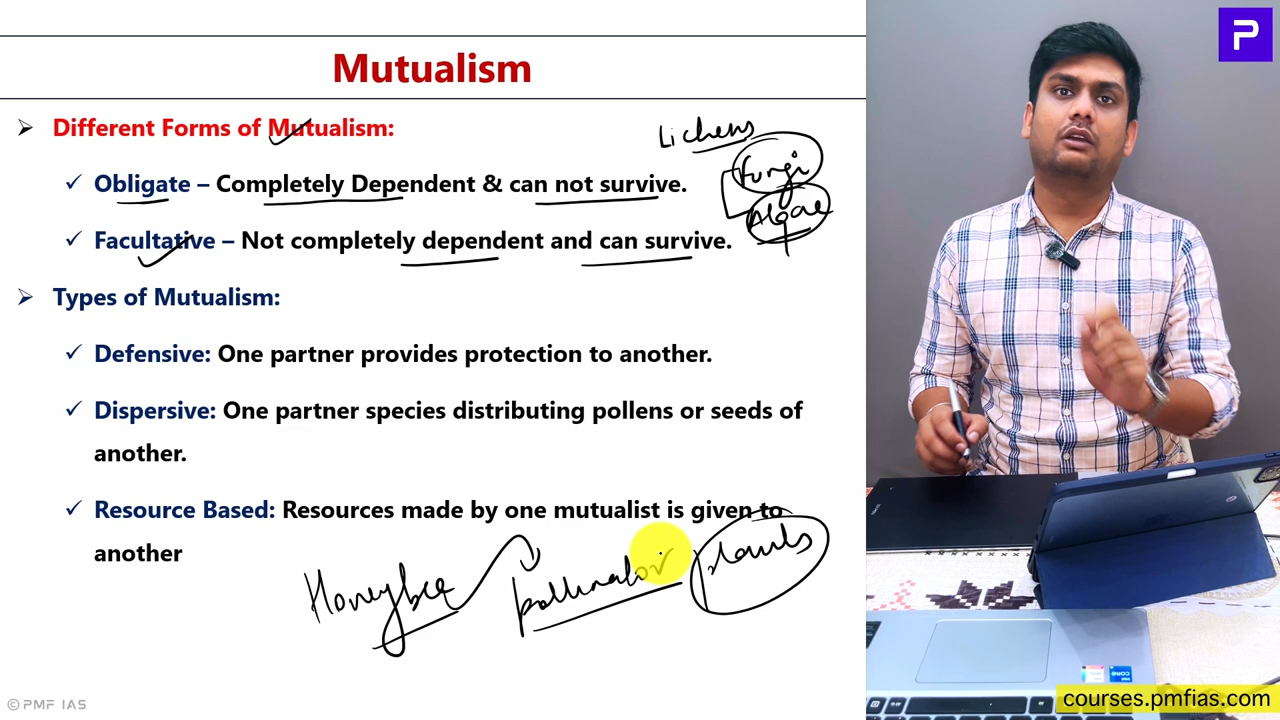 Mutualism
P
➢ Different Forms of Mutualism:
Lichens
Fungi
Algae
✓ Obligate – Completely Dependent & can not survive.
✓ Facultative – Not completely dependent and can survive.
➢ Types of Mutualism:
✓ Defensive: One partner provides protection to another.
✓ Dispersive: One partner species distributing pollens or seeds of
another.
✓ Resource Based: Resources made by one mutualist is given to
another
Honeybee pollinator plants
© PMF IAS
courses.pmfias.com